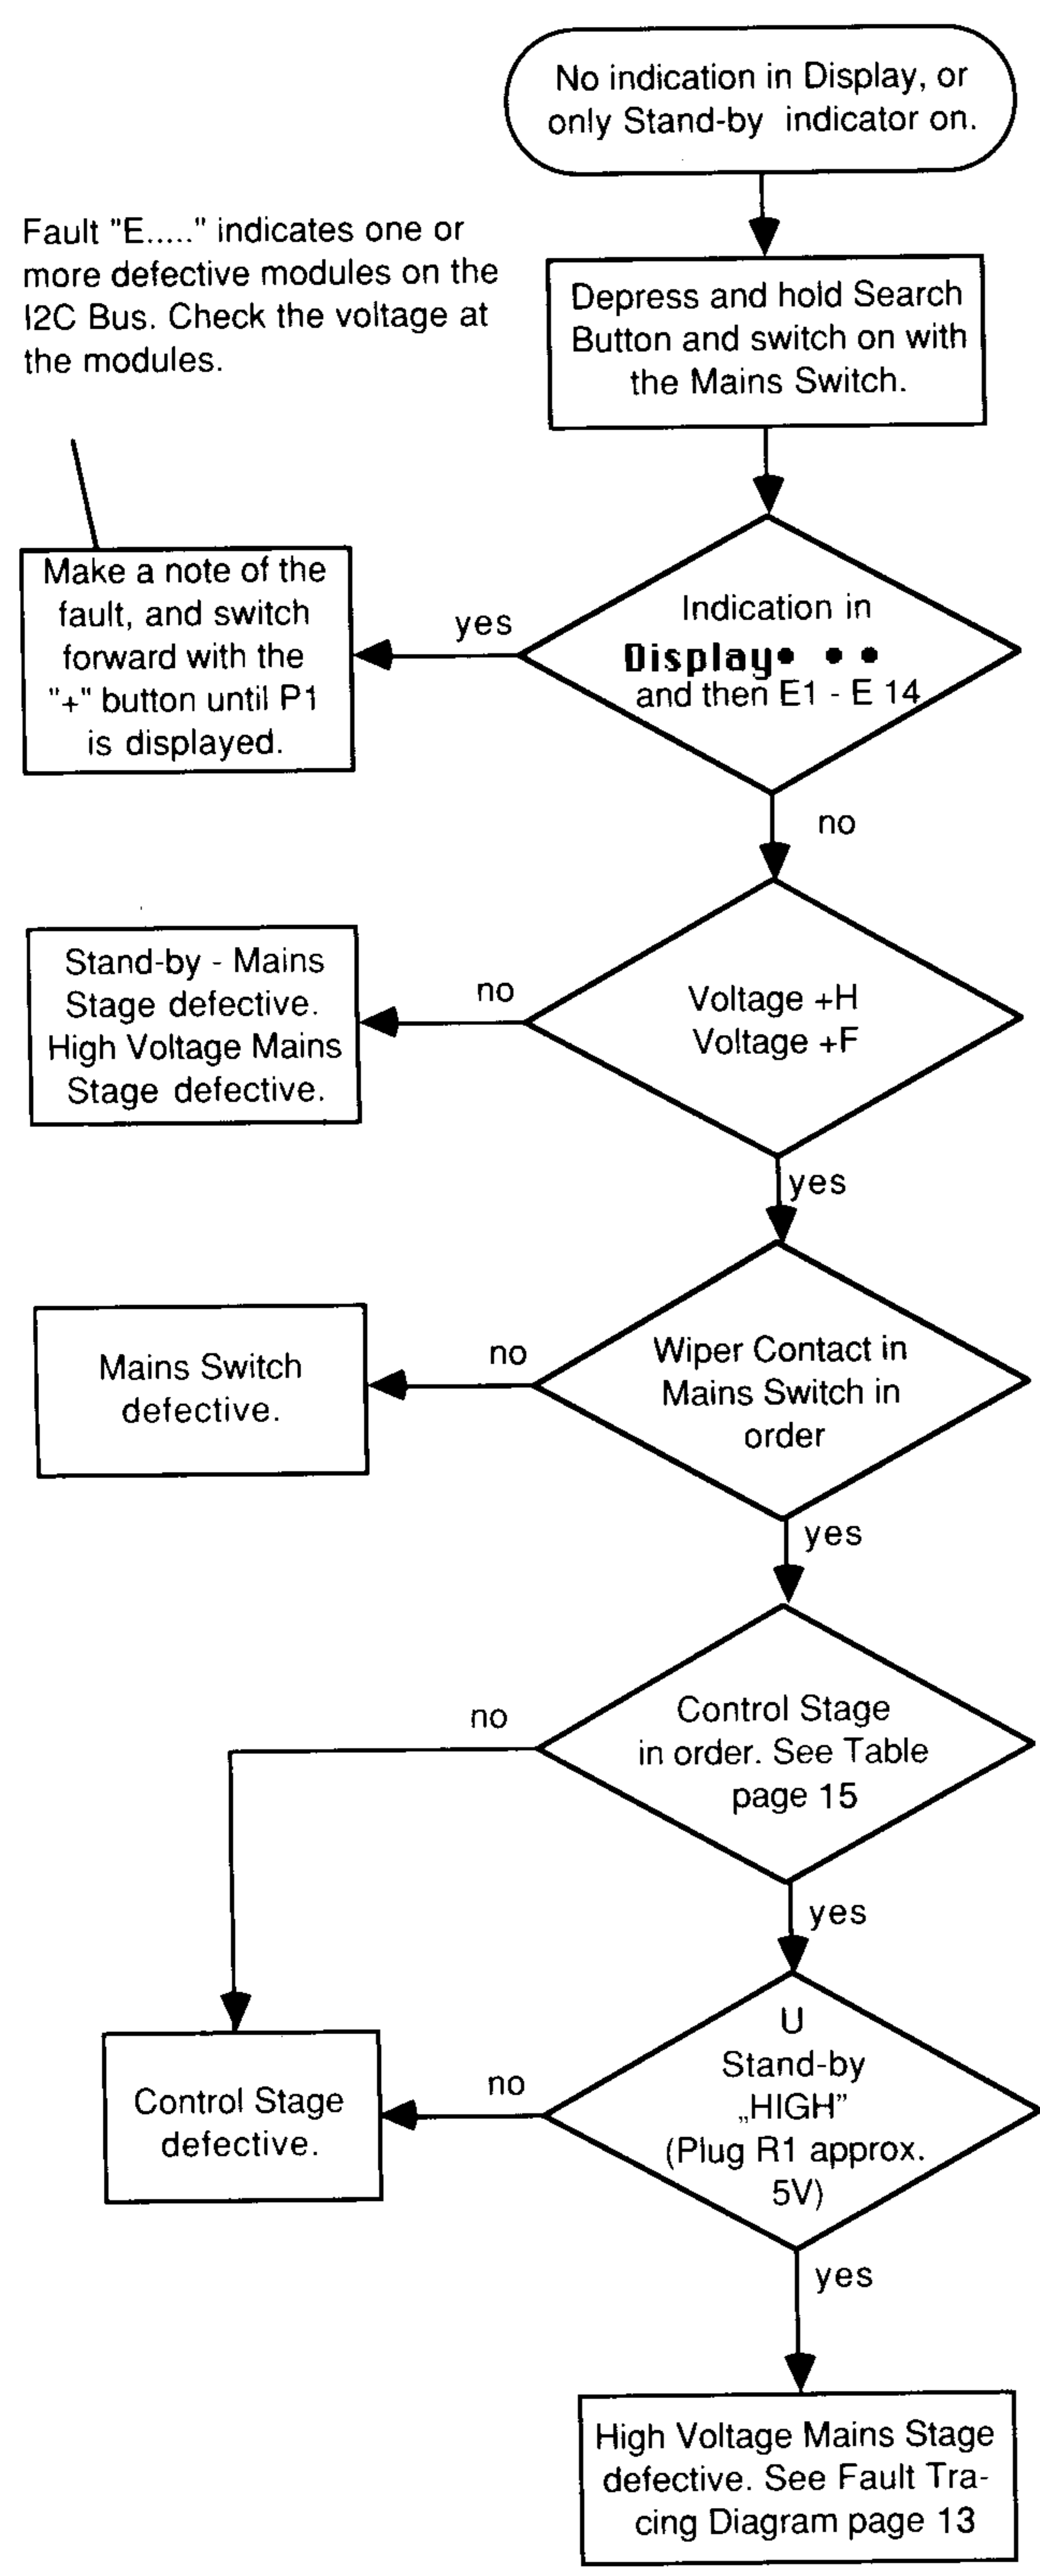 No indication in Display, or
only Stand-by indicator on.
Fault "E....." indicates one or
more defective modules on the
I2C Bus. Check the voltage at
the modules.
Depress and hold Search
Button and switch on with
the Mains Switch.
Make a note of the
fault, and switch
forward with the
"+" button until P1
is displayed.
yes
Indication in
Display• • •
and then E1 - E 14
no
Stand-by - Mains
Stage defective.
High Voltage Mains
Stage defective.
no
Voltage +H
Voltage +F
yes
Mains Switch
defective.
no
Wiper Contact in
Mains Switch in
order
yes
no
Control Stage
in order. See Table
page 15
yes
Control Stage
defective.
no
U
Stand-by
„HIGH”
(Plug R1 approx.
5V)
yes
High Voltage Mains Stage
defective. See Fault Tra-
cing Diagram page 13